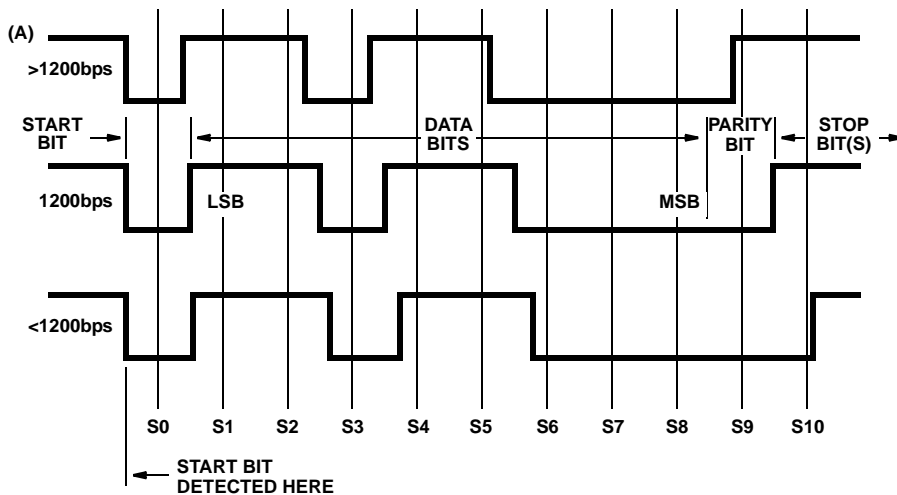 (A)
>1200bps
START
BIT
DATA
BITS
PARITY
BIT
STOP
BIT(S)
1200bps
LSB
MSB
<1200bps
S0 S1 S2 S3 S4 S5 S6 S7 S8 S9 S10
START BIT
DETECTED HERE